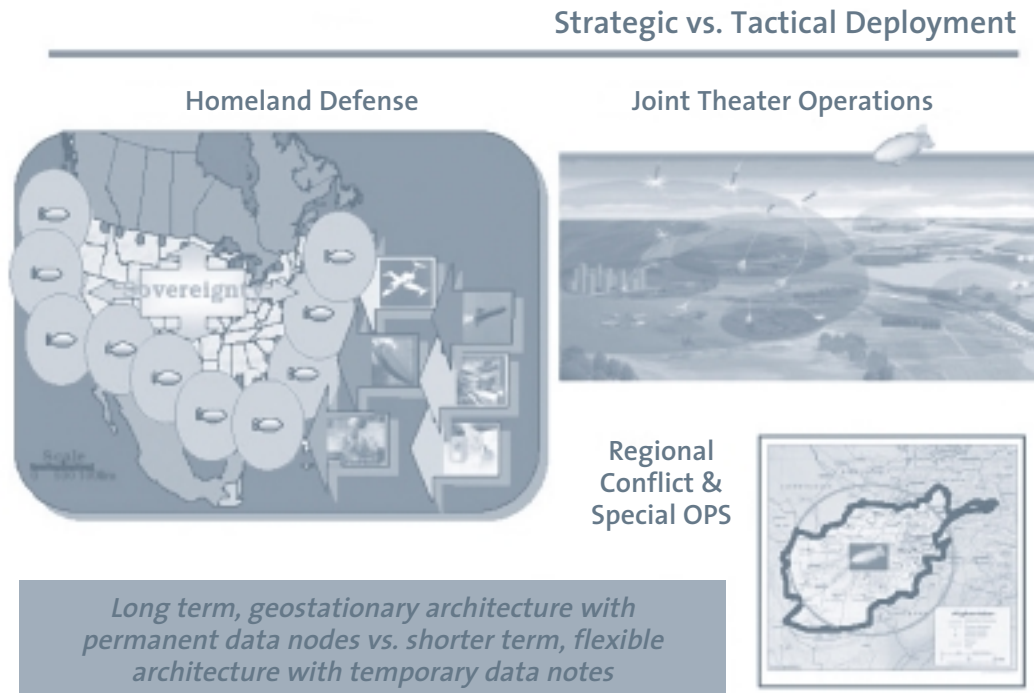 Strategic vs. Tactical Deployment
Homeland Defense
Joint Theater Operations
Sovereignt
Scale
Regional
Conflict &
Special OPS
Long term, geostationary architecture with
permanent data nodes vs. shorter term, flexible
architecture with temporary data notes